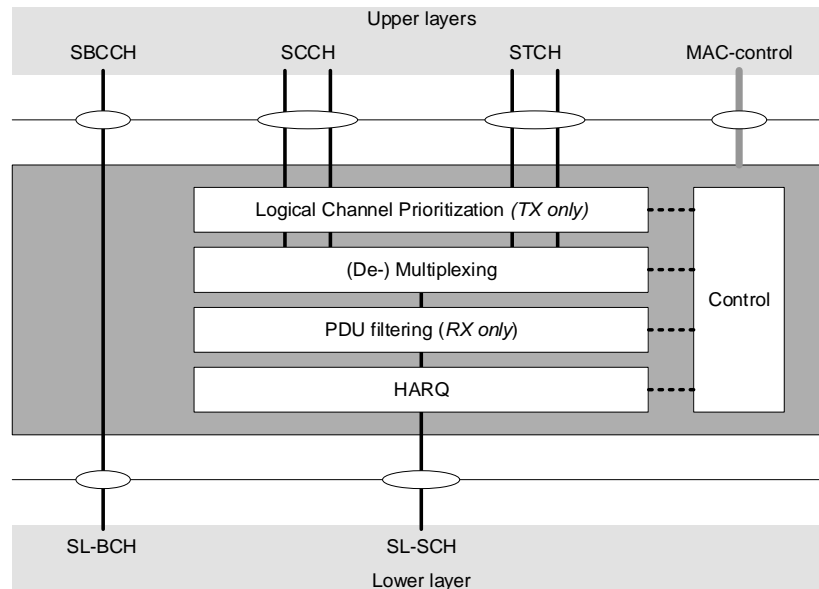 Upper layers
SBCCH SCCH STCH MAC-control
Logical Channel Prioritization (TX only)
(De-) Multiplexing
Control
PDU filtering (RX only)
HARQ
SL-BCH SL-SCH
Lower layer